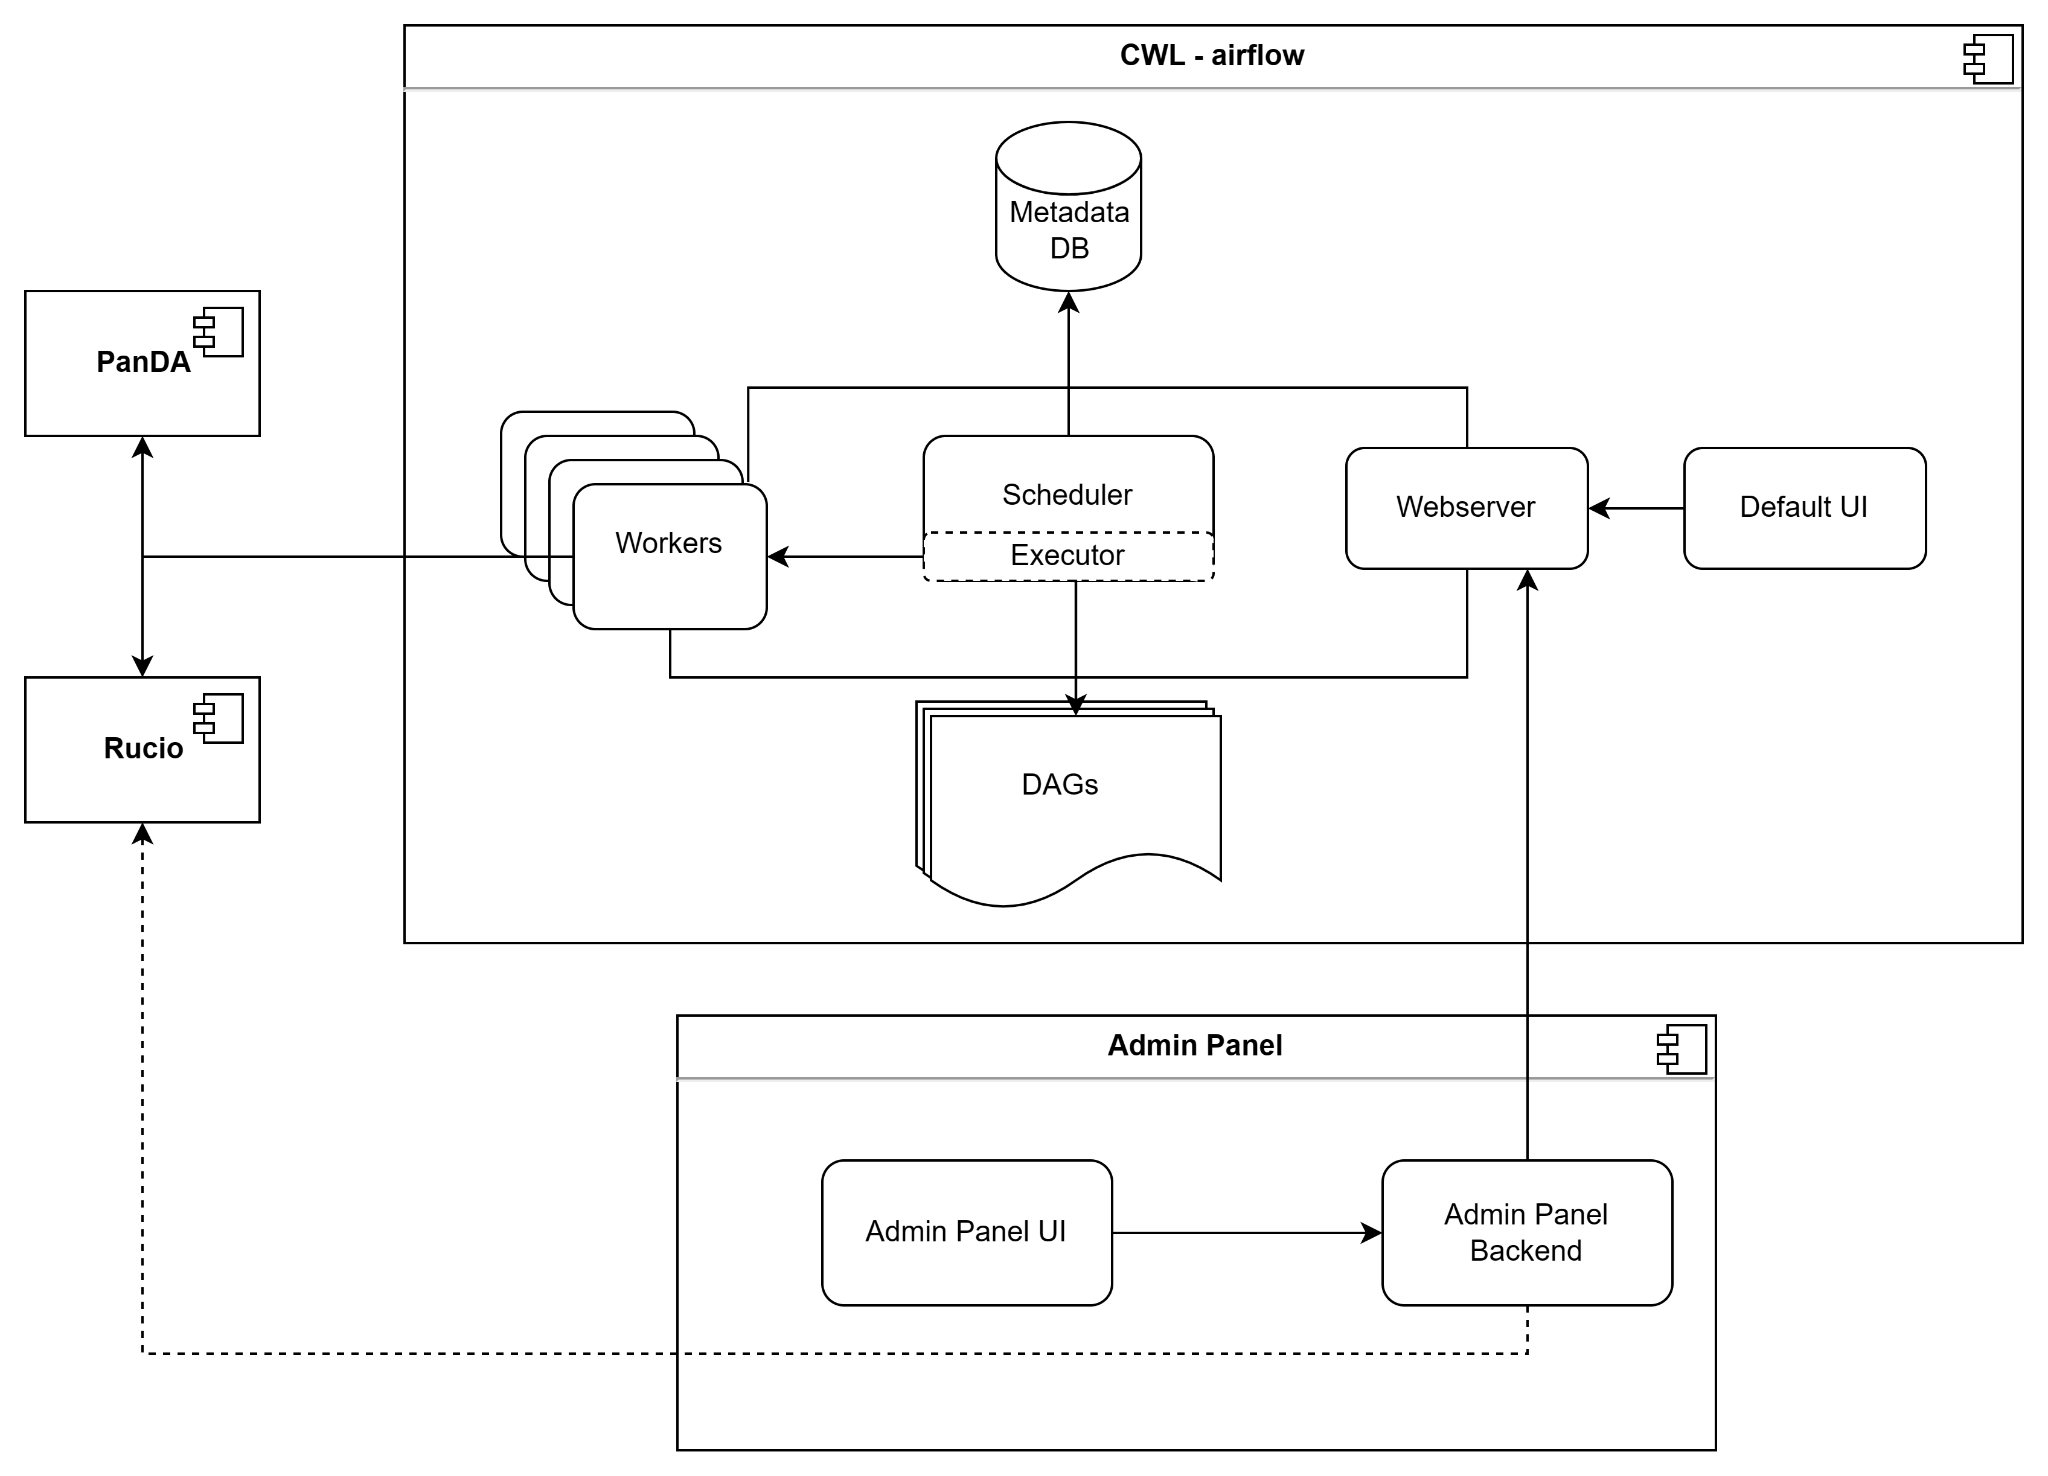 CWL - airflow
Metadata
DB
PanDA
Scheduler
Executor
Workers
Webserver
Default UI
Rucio
DAGs
Admin Panel
Admin Panel UI
Admin Panel
Backend